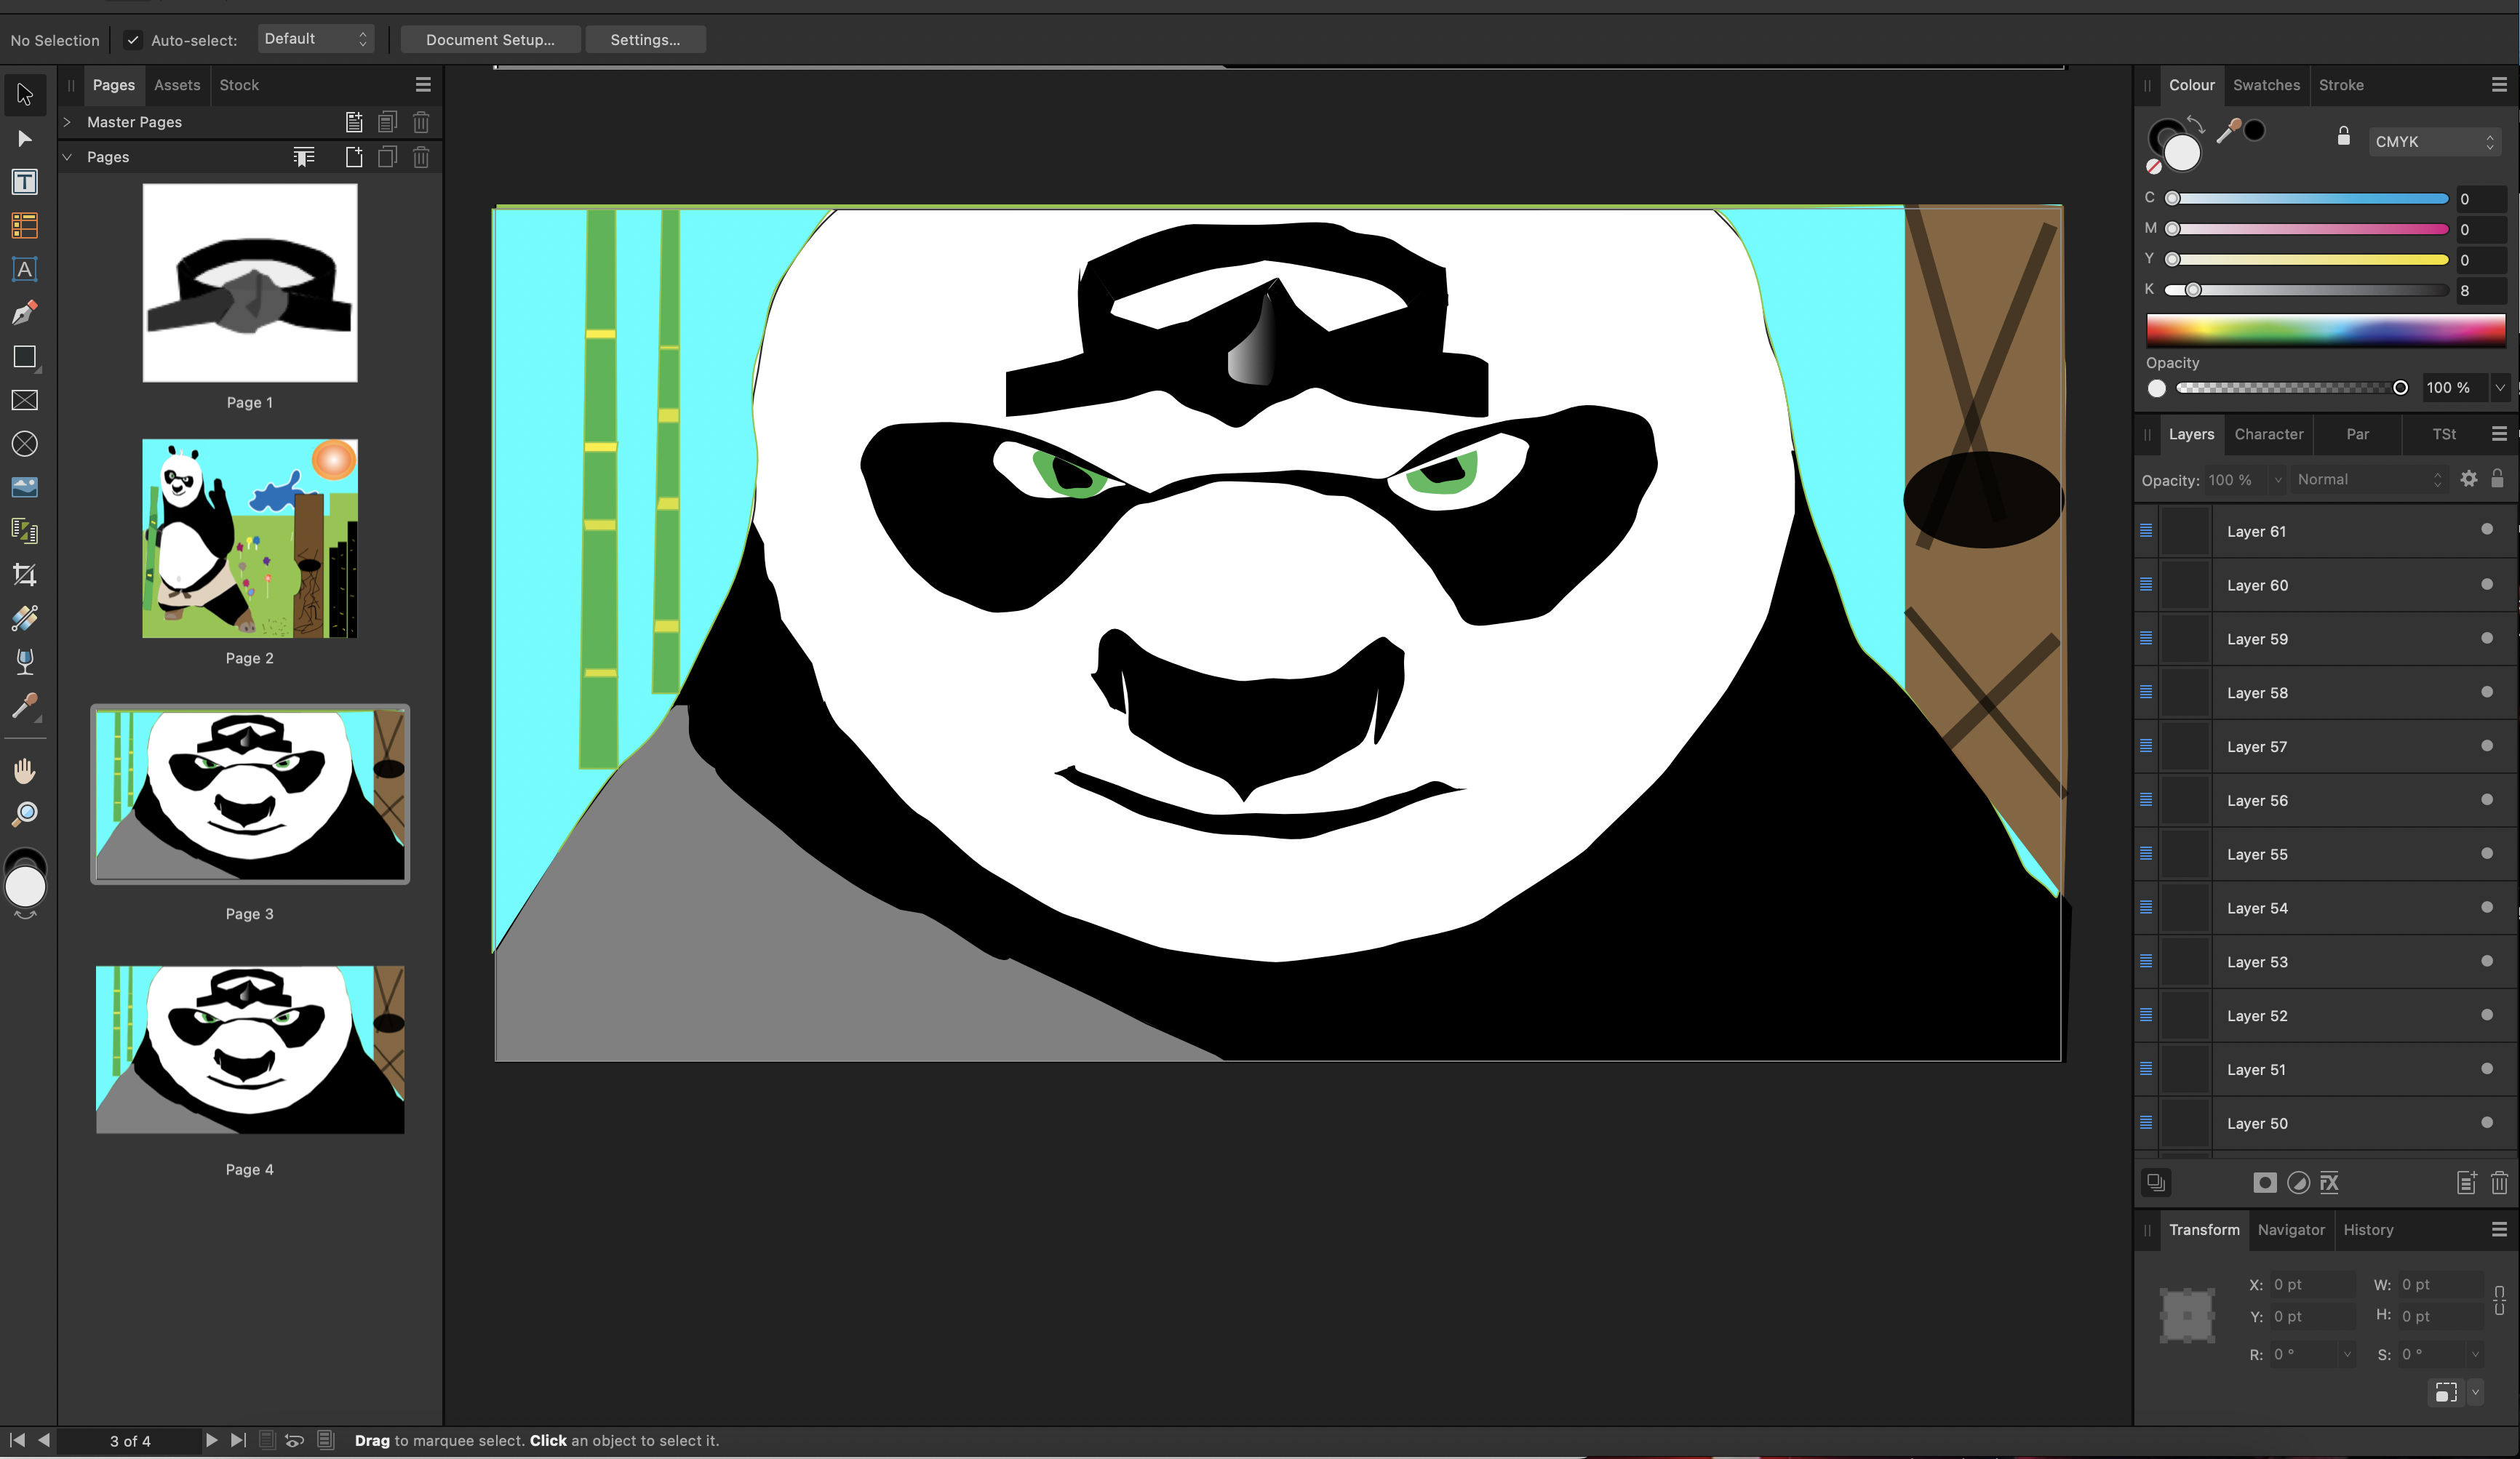 No Selection
Auto-select:
Default
Document Setup...
Settings...
Pages
Assets
Stock
Master Pages
Pages
Page 1
Page 2
Page 3
Page 4
Colour
Swatches
Stroke
CMYK
C
0
M
0
Y
0
K
8
Opacity
100 %
Layers
Character
Par
TSt
Opacity:
100 %
Normal
Layer 61
Layer 60
Layer 59
Layer 58
Layer 57
Layer 56
Layer 55
Layer 54
Layer 53
Layer 52
Layer 51
Layer 50
FX
Transform
Navigator
History
X: 0 pt
W: 0 pt
Y: 0 pt
H: 0 pt
R: 0 °
S: 0 °
3 of 4
Drag to marquee select. Click an object to select it.